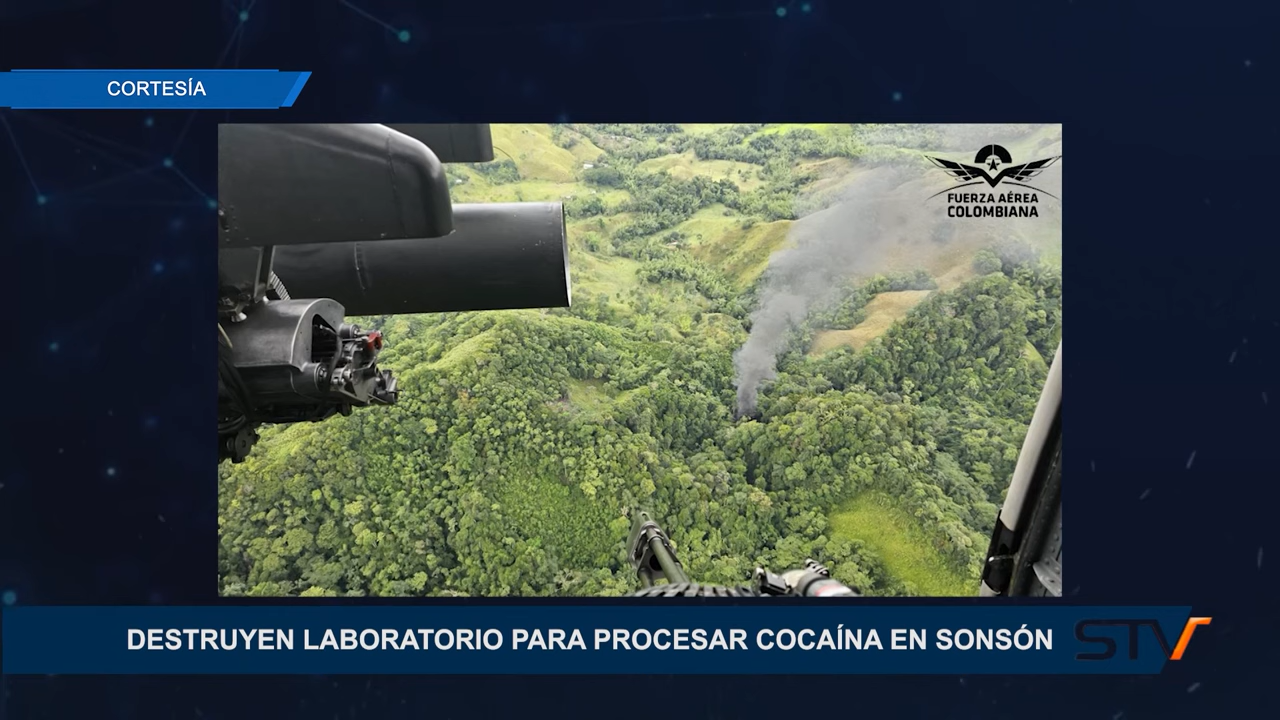 CORTESÍA
FUERZA AÉREA
COLOMBIANA
DESTRUYEN LABORATORIO PARA PROCESAR COCAÍNA EN SONSÓN
STV